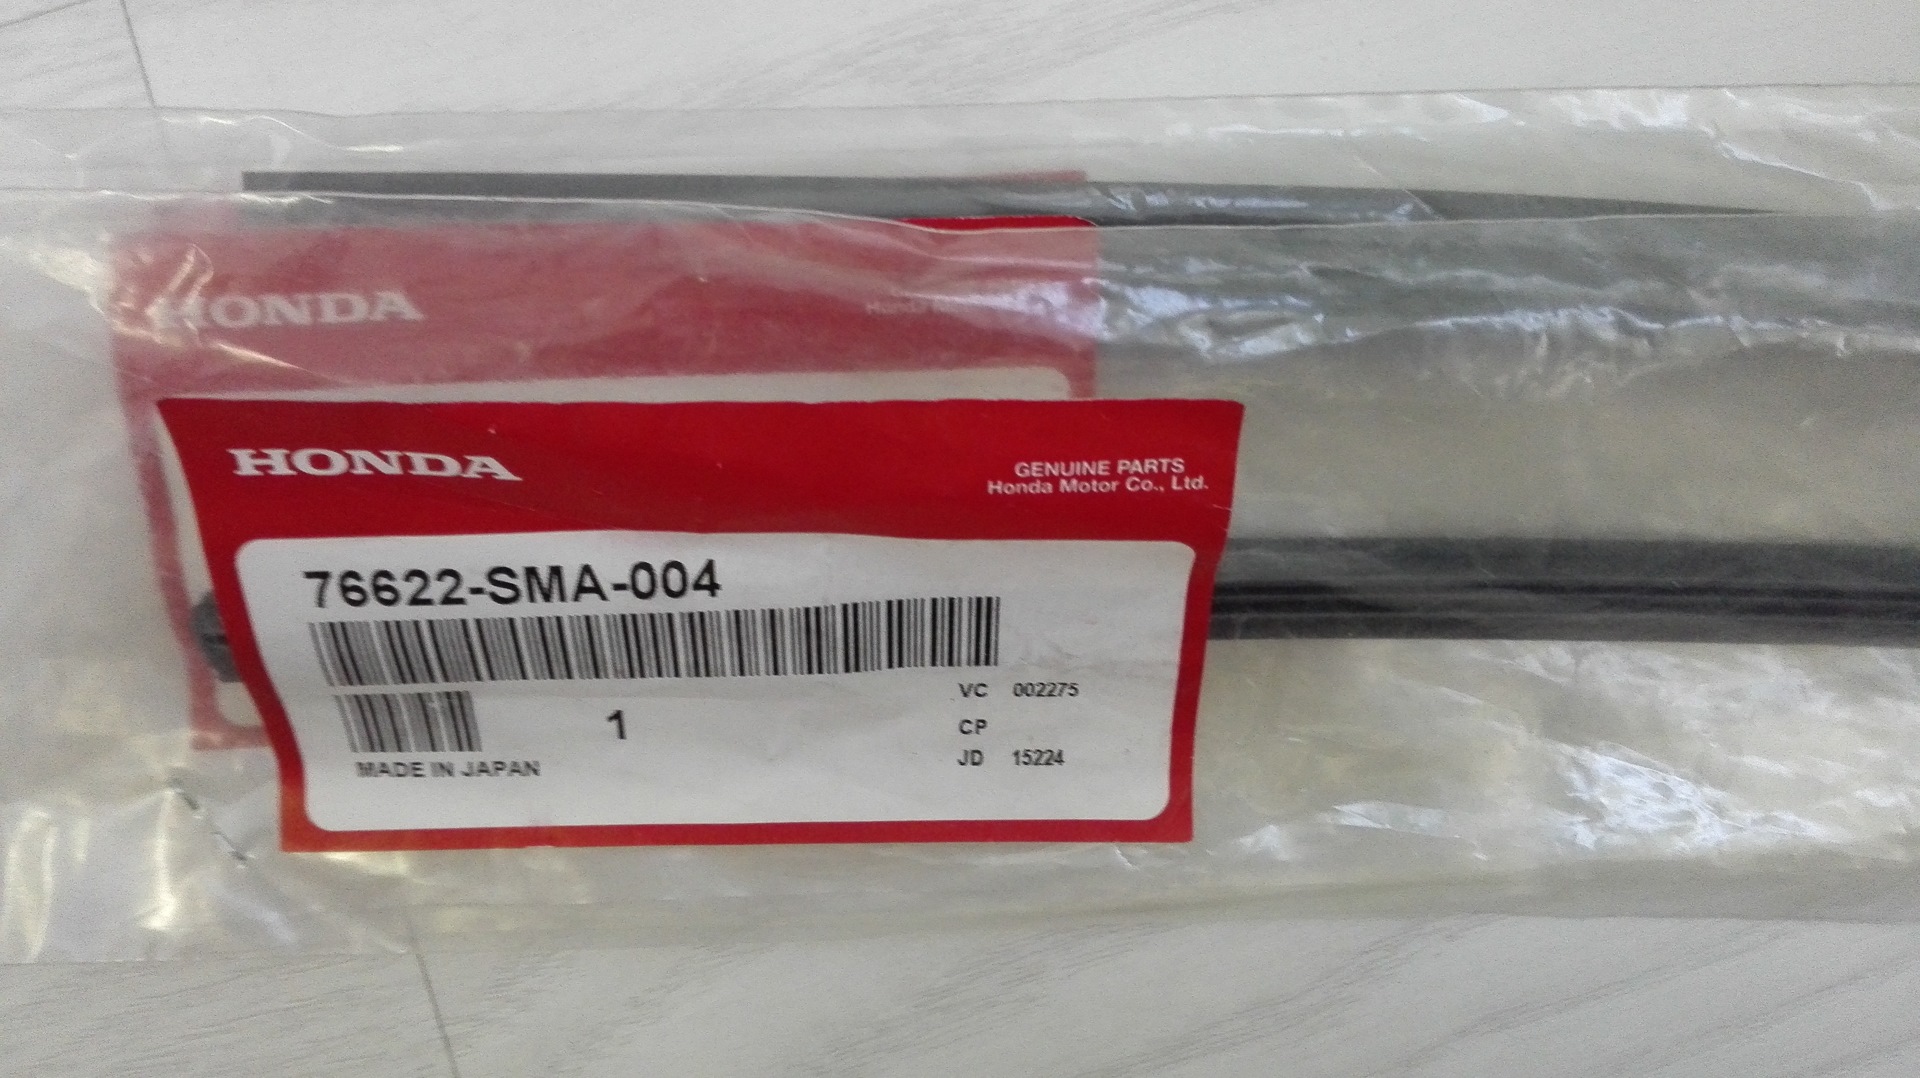 HONDA
HONDA
GENUINE PARTS
Honda Motor Co., Ltd.
76622-SMA-004
VC 002275
1
CP
MADE IN JAPAN
JD 15224